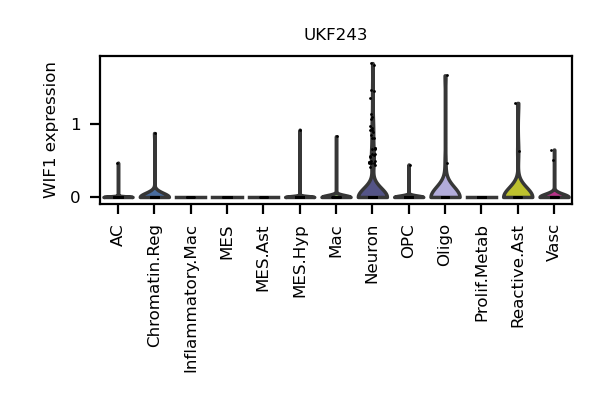 UKF243
WIF1 expression
1
0
AC
Chromatin.Reg
Inflammatory.Mac
MES
MES.Ast
MES.Hyp
Mac
Neuron
OPC
Oligo
Prolif.Metab
Reactive.Ast
Vasc